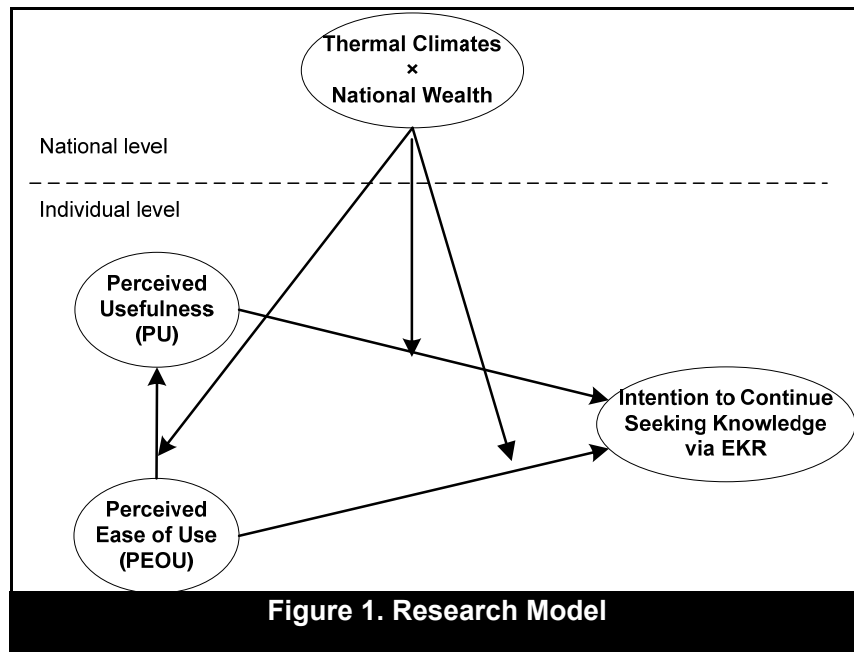 Thermal Climates
×
National Wealth
National level
Individual level
Perceived
Usefulness
(PU)
Intention to Continue
Seeking Knowledge
via EKR
Perceived
Ease of Use
(PEOU)
Figure 1. Research Model